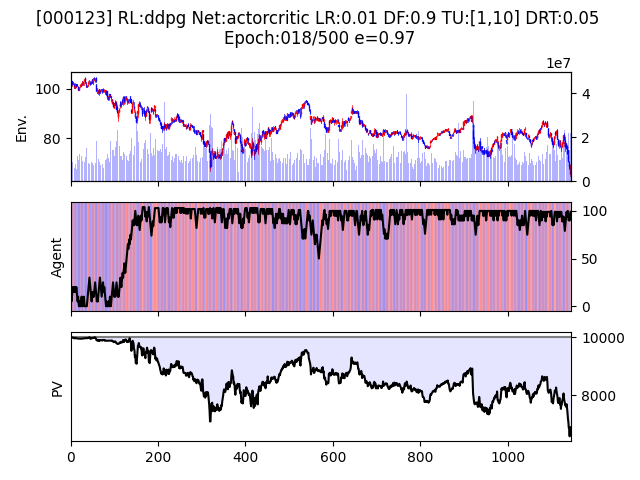 [000123] RL:ddpg Net:actorcritic LR:0.01 DF:0.9 TU:[1,10] DRT:0.05
Epoch:018/500 e=0.97
1e7
100
80
Env.
4
2
0
Agent
100
50
0
PV
10000
8000
0
200
400
600
800
1000